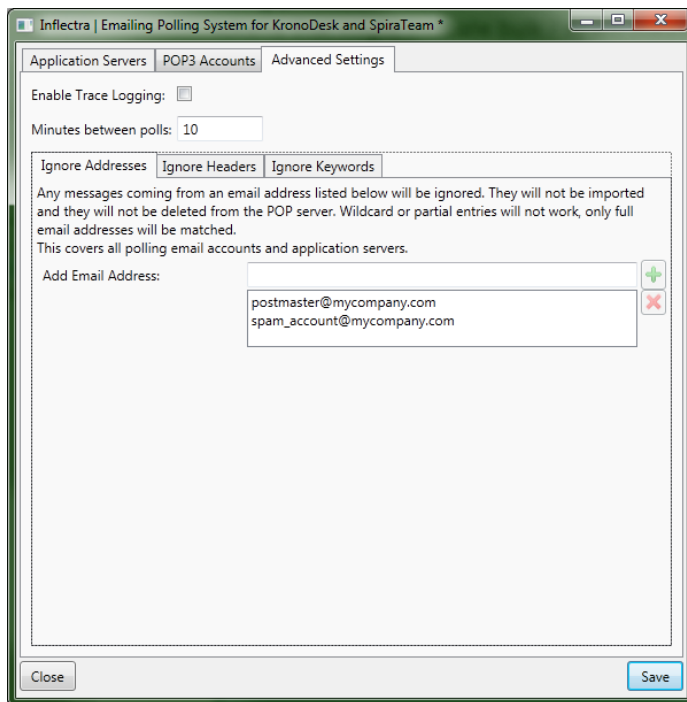 Inflectra | Emailing Polling System for KronoDesk and SpiraTeam *
Application Servers POP3 Accounts Advanced Settings
Enable Trace Logging:
Minutes between polls: 10
Ignore Addresses Ignore Headers Ignore Keywords
Any messages coming from an email address listed below will be ignored. They will not be imported
and they will not be deleted from the POP server. Wildcard or partial entries will not work, only full
email addresses will be matched.
This covers all polling email accounts and application servers.
Add Email Address:
postmaster@mycompany.com
spam_account@mycompany.com
Close Save